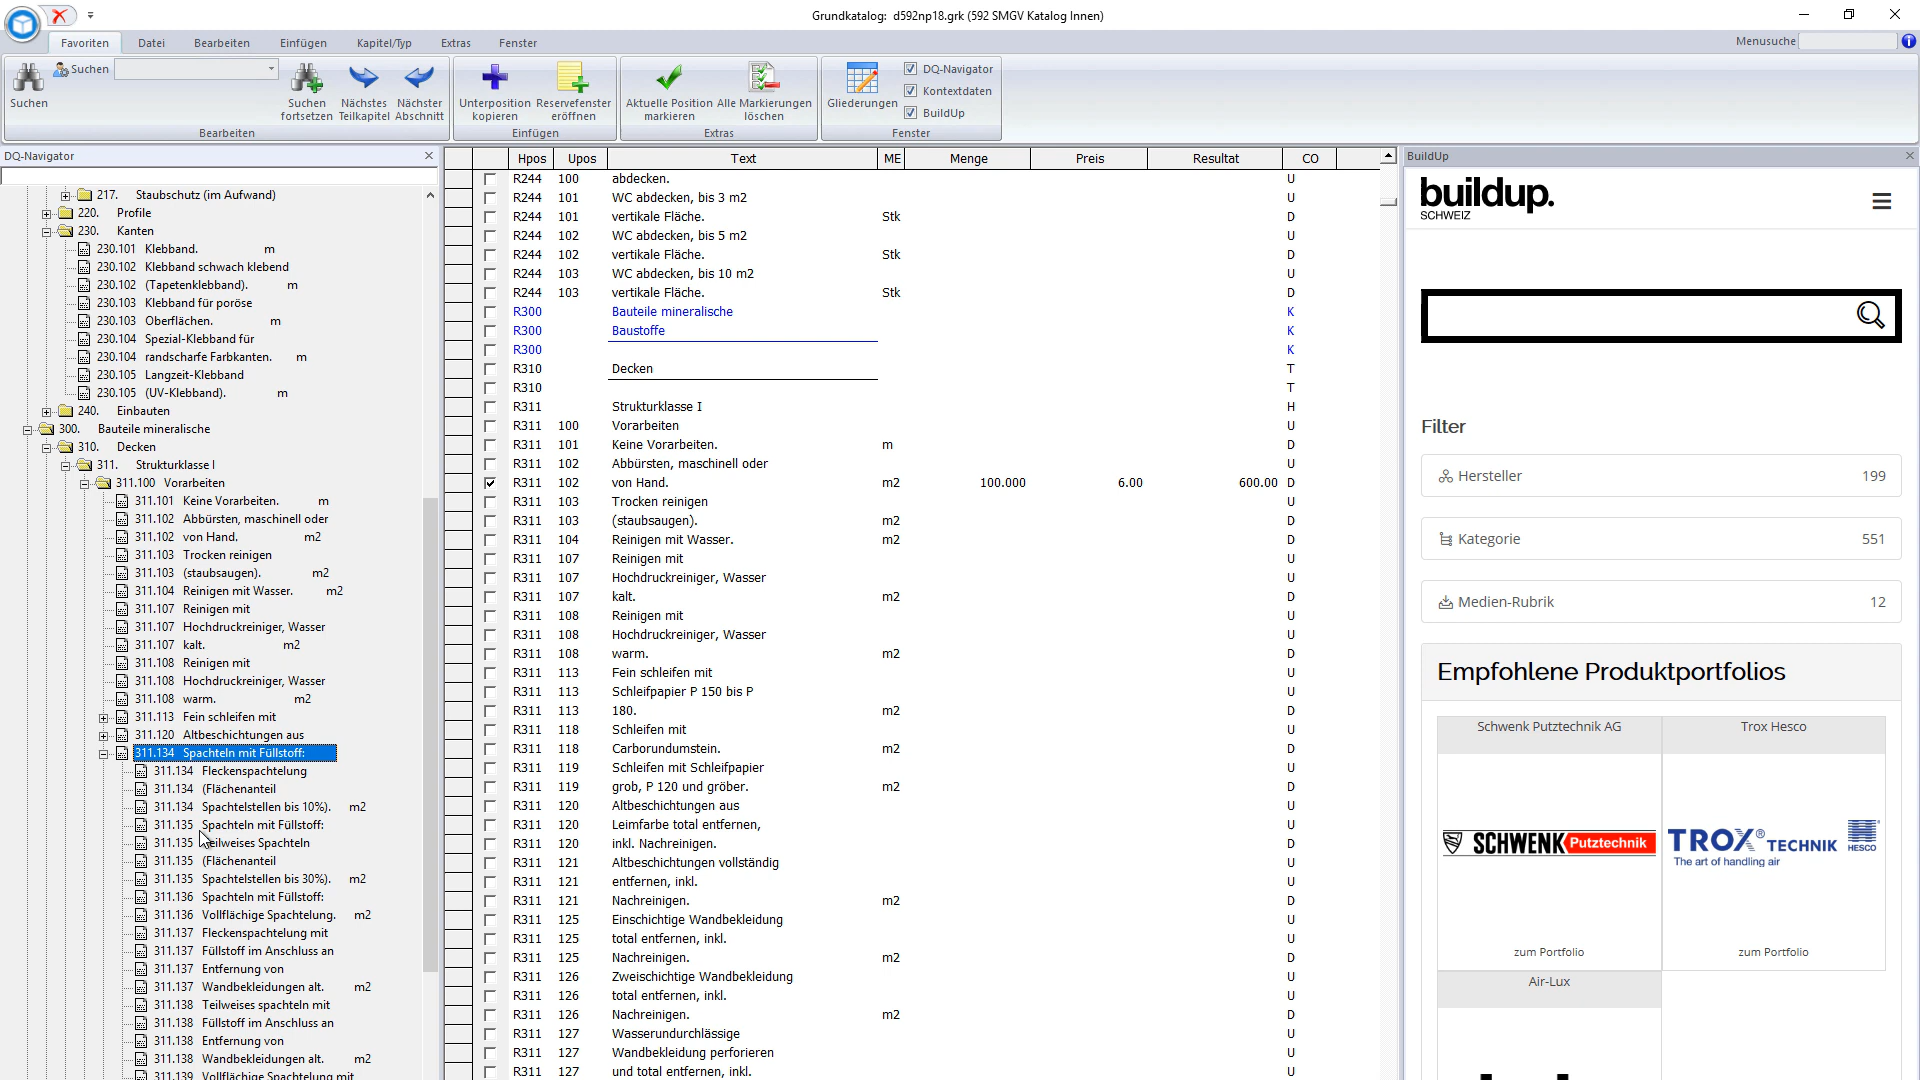 Grundkatalog: d592np18.grk (592 SMGV Katalog Innen)
Favoriten Datei Bearbeiten Einfügen Kapitel/Typ Extras Fenster Menusuche
Suchen
Suchen
Suchen fortsetzen
Nächstes Teilkapitel
Nächster Abschnitt
Bearbeiten
Unterposition kopieren
Reservefenster eröffnen
Einfügen
Aktuelle Position markieren
Alle Markierungen löschen
Extras
Gliederungen
DQ-Navigator
Kontextdaten
BuildUp
Fenster
DQ-Navigator
217. Staubschutz (im Aufwand)
220. Profile
230. Kanten
230.101 Klebband. m
230.102 Klebband schwach klebend
230.102 (Tapetenklebband). m
230.103 Klebband für poröse
230.103 Oberflächen. m
230.104 Spezial-Klebband für
230.104 randscharfe Farbkanten. m
230.105 Langzeit-Klebband
230.105 (UV-Klebband). m
240. Einbauten
300. Bauteile mineralische
310. Decken
311. Strukturklasse I
311.100 Vorarbeiten
311.101 Keine Vorarbeiten. m
311.102 Abbürsten, maschinell oder
311.102 von Hand. m2
311.103 Trocken reinigen
311.103 (staubsaugen). m2
311.104 Reinigen mit Wasser. m2
311.107 Reinigen mit
311.107 Hochdruckreiniger, Wasser
311.107 kalt. m2
311.108 Reinigen mit
311.108 Hochdruckreiniger, Wasser
311.108 warm. m2
311.113 Fein schleifen mit
311.120 Altbeschichtungen aus
311.134 Spachteln mit Füllstoff:
311.134 Fleckenspachtelung
311.134 (Flächenanteil
311.134 Spachtelstellen bis 10%). m2
311.135 Spachteln mit Füllstoff:
311.135 Teilweises Spachteln
311.135 (Flächenanteil
311.135 Spachtelstellen bis 30%). m2
311.136 Spachteln mit Füllstoff:
311.136 Vollflächige Spachtelung. m2
311.137 Fleckenspachtelung mit
311.137 Füllstoff im Anschluss an
311.137 Entfernung von
311.137 Wandbekleidungen alt. m2
311.138 Teilweises spachteln mit
311.138 Füllstoff im Anschluss an
311.138 Entfernung von
311.138 Wandbekleidungen alt. m2
311.139 Vollflächige Spachtelung mit
Hpos Upos Text ME Menge Preis Resultat CO
R244 100 abdecken. U
R244 101 WC abdecken, bis 3 m2 U
R244 101 vertikale Fläche. Stk D
R244 102 WC abdecken, bis 5 m2 U
R244 102 vertikale Fläche. Stk D
R244 103 WC abdecken, bis 10 m2 U
R244 103 vertikale Fläche. Stk D
R300 Bauteile mineralische K
R300 Baustoffe K
R300 K
R310 Decken T
R310 T
R311 Strukturklasse I H
R311 100 Vorarbeiten U
R311 101 Keine Vorarbeiten. m D
R311 102 Abbürsten, maschinell oder U
R311 102 von Hand. m2 100.000 6.00 600.00 D
R311 103 Trocken reinigen U
R311 103 (staubsaugen). m2 D
R311 104 Reinigen mit Wasser. m2 D
R311 107 Reinigen mit U
R311 107 Hochdruckreiniger, Wasser U
R311 107 kalt. m2 D
R311 108 Reinigen mit U
R311 108 Hochdruckreiniger, Wasser U
R311 108 warm. m2 D
R311 113 Fein schleifen mit U
R311 113 Schleifpapier P 150 bis P U
R311 113 180. m2 D
R311 118 Schleifen mit U
R311 118 Carborundumstein. m2 D
R311 119 Schleifen mit Schleifpapier U
R311 119 grob, P 120 und gröber. m2 D
R311 120 Altbeschichtungen aus U
R311 120 Leimfarbe total entfernen, U
R311 120 inkl. Nachreinigen. D
R311 121 Altbeschichtungen vollständig U
R311 121 entfernen, inkl. U
R311 121 Nachreinigen. m2 D
R311 125 Einschichtige Wandbekleidung U
R311 125 total entfernen, inkl. U
R311 125 Nachreinigen. m2 D
R311 126 Zweischichtige Wandbekleidung U
R311 126 total entfernen, inkl. U
R311 126 Nachreinigen. m2 D
R311 127 Wasserundurchlässige U
R311 127 Wandbekleidung perforieren U
R311 127 und total entfernen, inkl. U
BuildUp
buildup.
SCHWEIZ
Filter
Hersteller 199
Kategorie 551
Medien-Rubrik 12
Empfohlene Produktportfolios
Schwenk Putztechnik AG
SCHWENK Putztechnik
zum Portfolio
Trox Hesco
TROX® TECHNIK HESCO
The art of handling air
zum Portfolio
Air-Lux